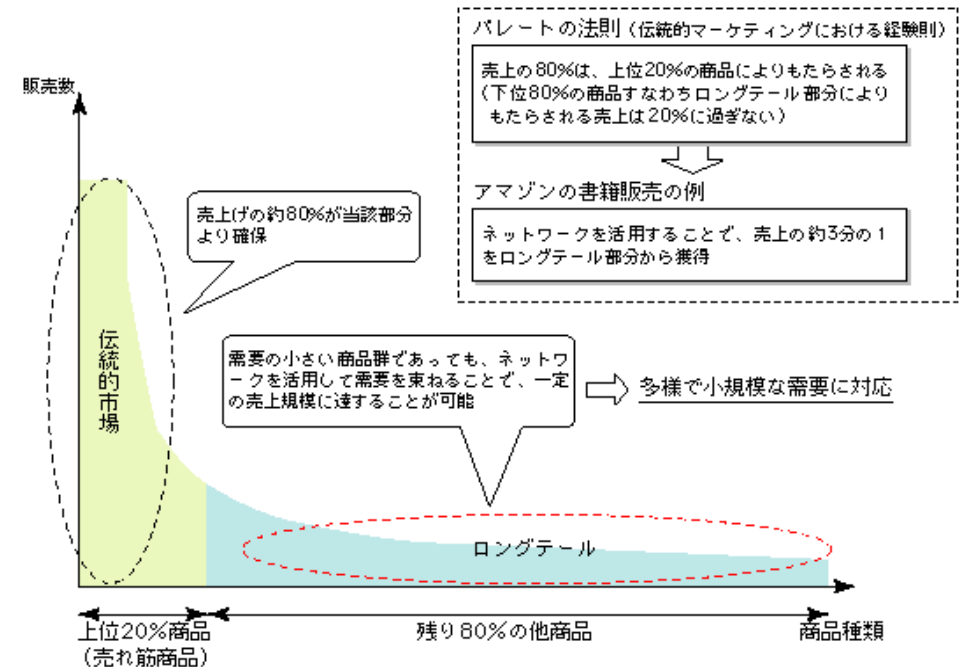 パレートの法則（伝統的マーケティングにおける経験則）
売上の80%は、上位20%の商品によりもたらされる
（下位80%の商品すなわちロングテール部分により
もたらされる売上は20%に過ぎない）
アマゾンの書籍販売の例
ネットワークを活用することで、売上の約3分の1
をロングテール部分から獲得
販売数
売上げの約80%が当該部分
より確保
伝統的市場
需要の小さい商品群であっても、ネットワ
ークを活用して需要を束ねることで、一定
の売上規模に達することが可能
多様で小規模な需要に対応
ロングテール
上位20%商品
（売れ筋商品）
残り80%の他商品
商品種類